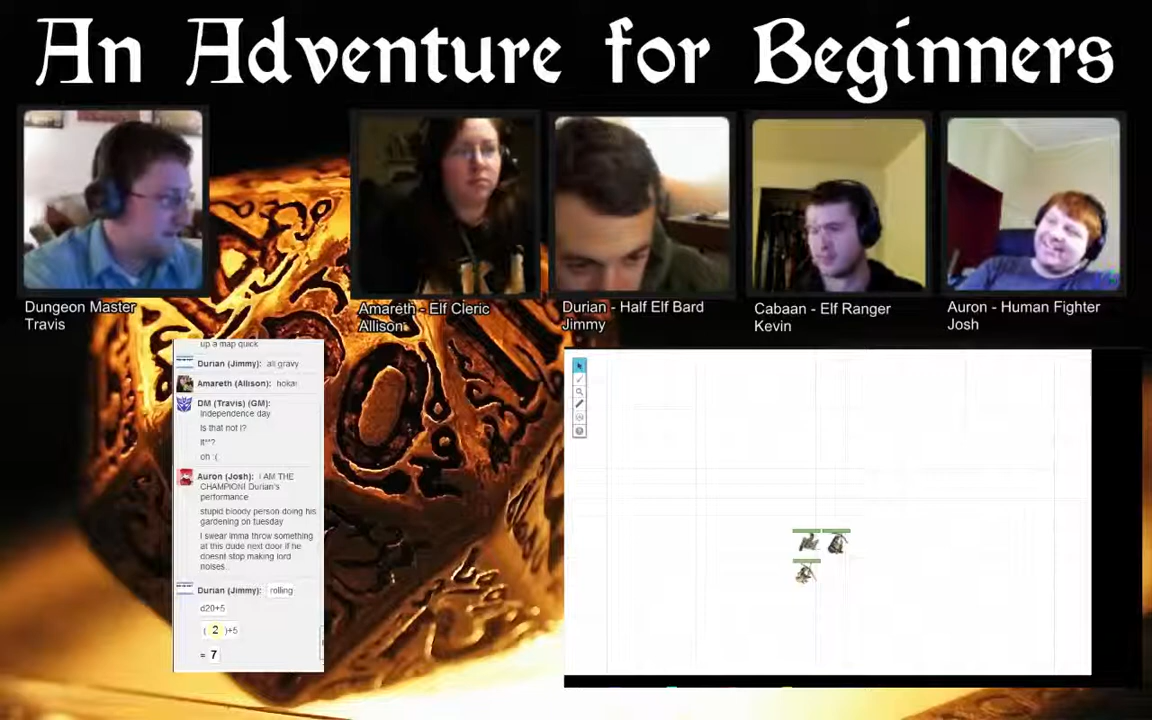 An Adventure for Beginners
Dungeon Master
Travis
Amareth - Elf Cleric
Allison
Durian - Half Elf Bard
Jimmy
Cabaan - Elf Ranger
Kevin
Auron - Human Fighter
Josh
up a map quick
Durian (Jimmy): all gravy
Amareth (Allison): hokai
DM (Travis) (GM):
Independence day
Is that not I?
It**?
oh :(
Auron (Josh): I AM THE
CHAMPION! Durian's
performance
stupid bloody person doing his
gardening on tuesday
I swear imma throw something
at this dude next door if he
doesnt stop making lord
noises.
Durian (Jimmy): rolling
d20+5
( 2 )+5
= 7